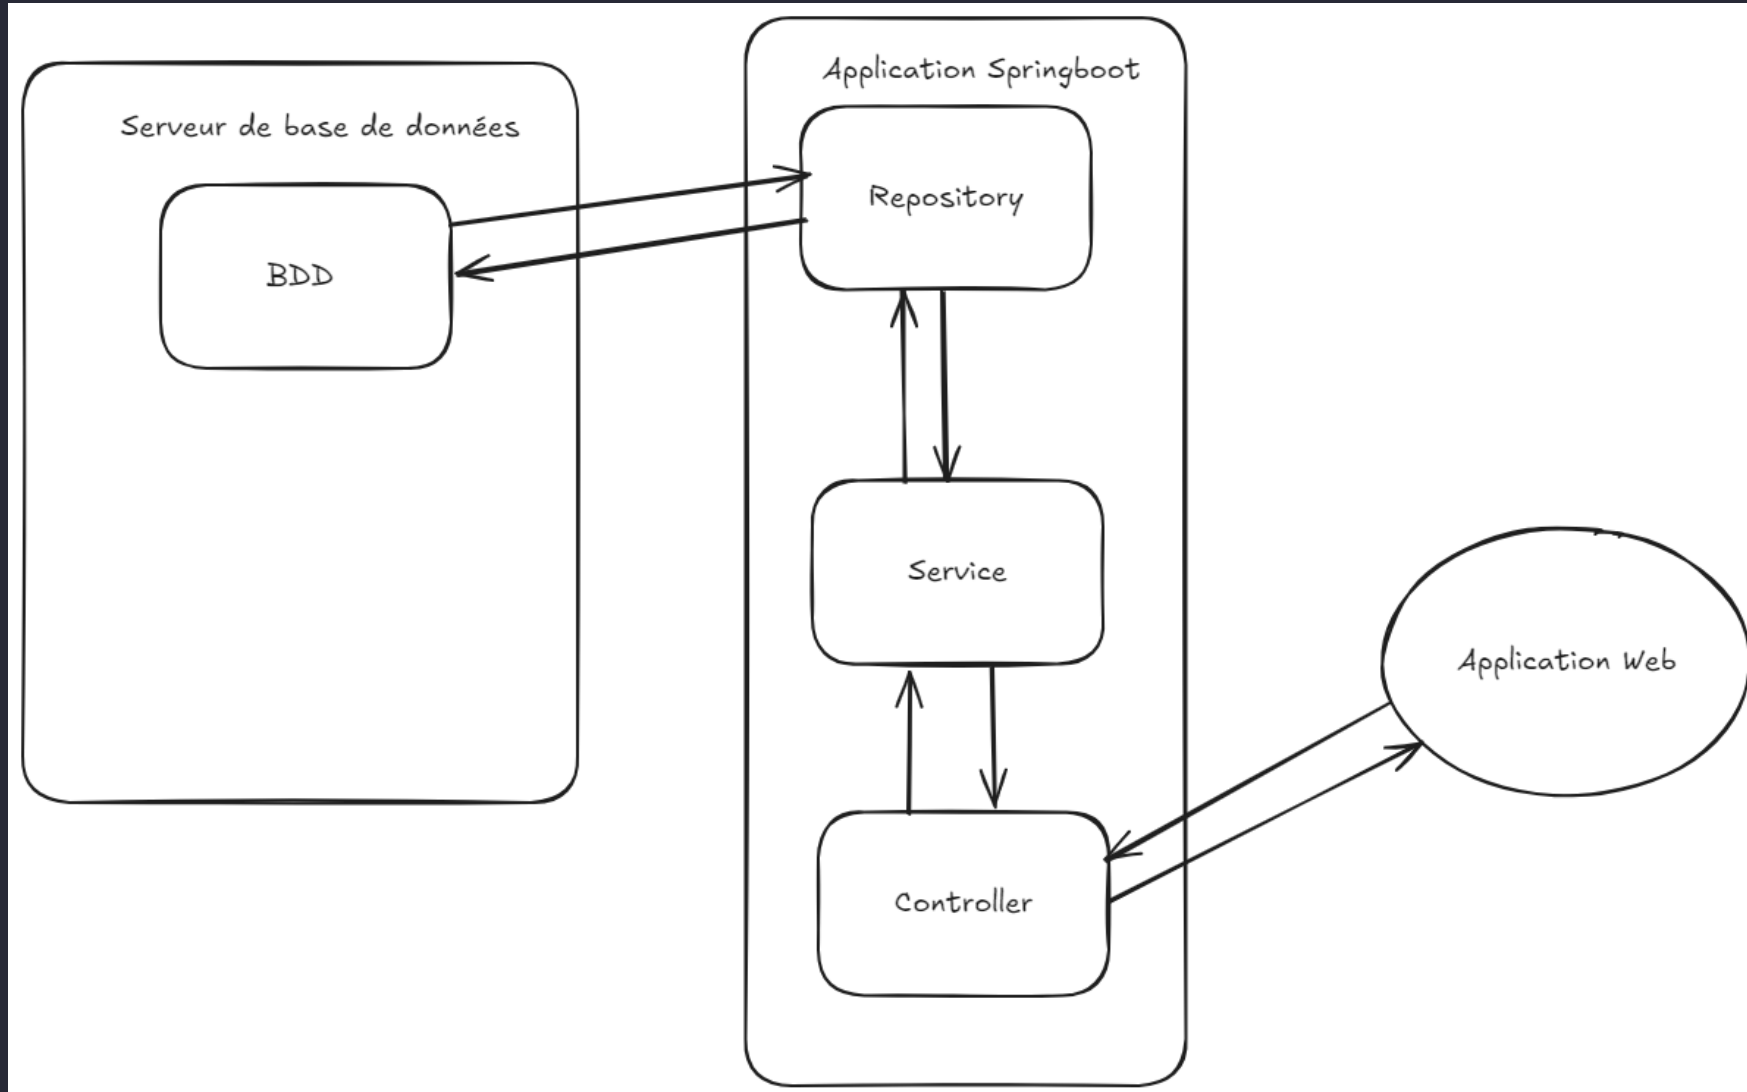 Application Springboot
Serveur de base de données
Repository
BDD
Service
Application Web
Controller